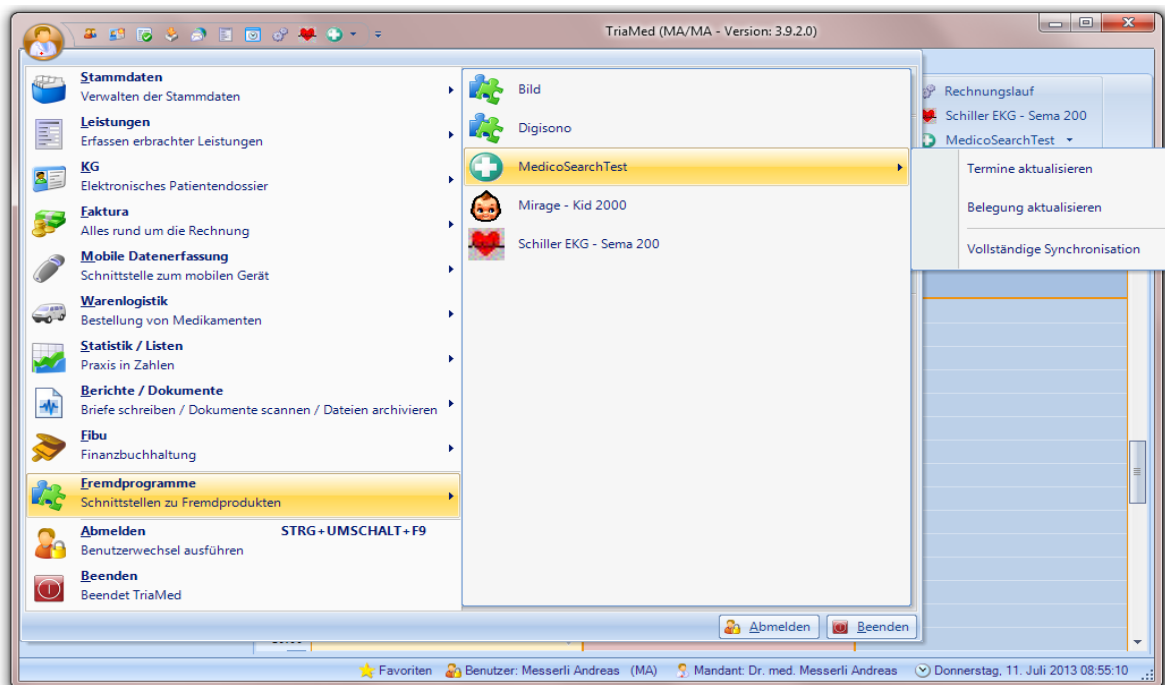 TriaMed (MA/MA - Version: 3.9.2.0)
Stammdaten
Verwalten der Stammdaten
Leistungen
Erfassen erbrachter Leistungen
KG
Elektronisches Patientendossier
Faktura
Alles rund um die Rechnung
Mobile Datenerfassung
Schnittstelle zum mobilen Gerät
Warenlogistik
Bestellung von Medikamenten
Statistik / Listen
Praxis in Zahlen
Berichte / Dokumente
Briefe schreiben / Dokumente scannen / Dateien archivieren
Fibu
Finanzbuchhaltung
Fremdprogramme
Schnittstellen zu Fremdprodukten
Abmelden STRG+UMSCHALT+F9
Benutzerwechsel ausführen
Beenden
Beendet TriaMed
Bild
Digisono
MedicoSearchTest
Mirage - Kid 2000
Schiller EKG - Sema 200
Rechnungslauf
Schiller EKG - Sema 200
MedicoSearchTest
Termine aktualisieren
Belegung aktualisieren
Vollständige Synchronisation
Abmelden Beenden
Favoriten Benutzer: Messerli Andreas (MA) Mandant: Dr. med. Messerli Andreas Donnerstag, 11. Juli 2013 08:55:10